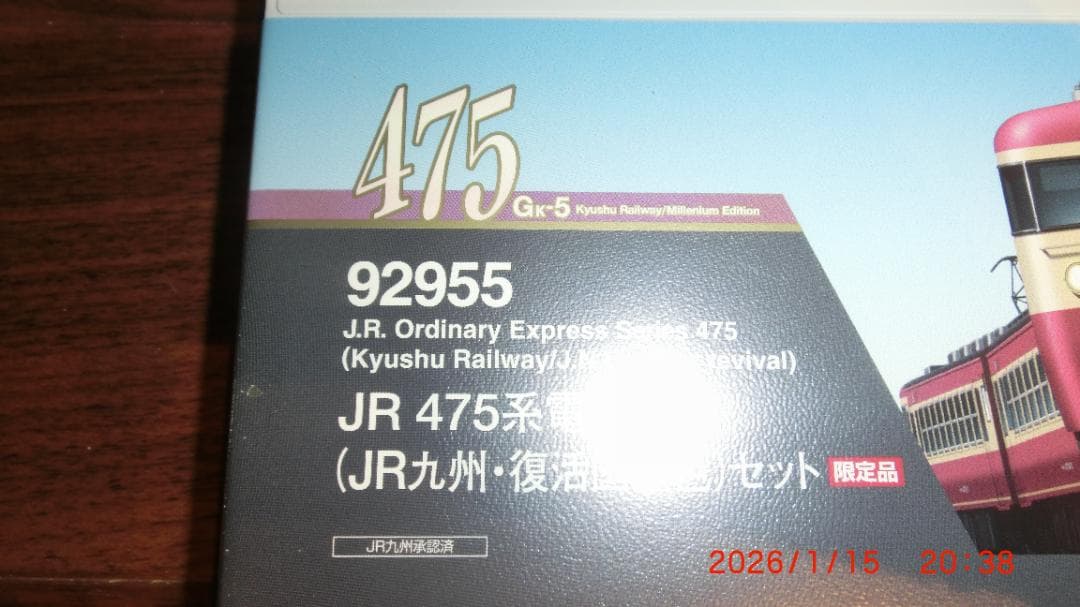 475
GK-5 Kyushu Railway/Millenium Edition
92955
J.R. Ordinary Express Series 475
(Kyushu Railway/J.
JR 475系電
(JR九州・復活 セット 限定品
JR九州承認済
2026/1/15 20:38